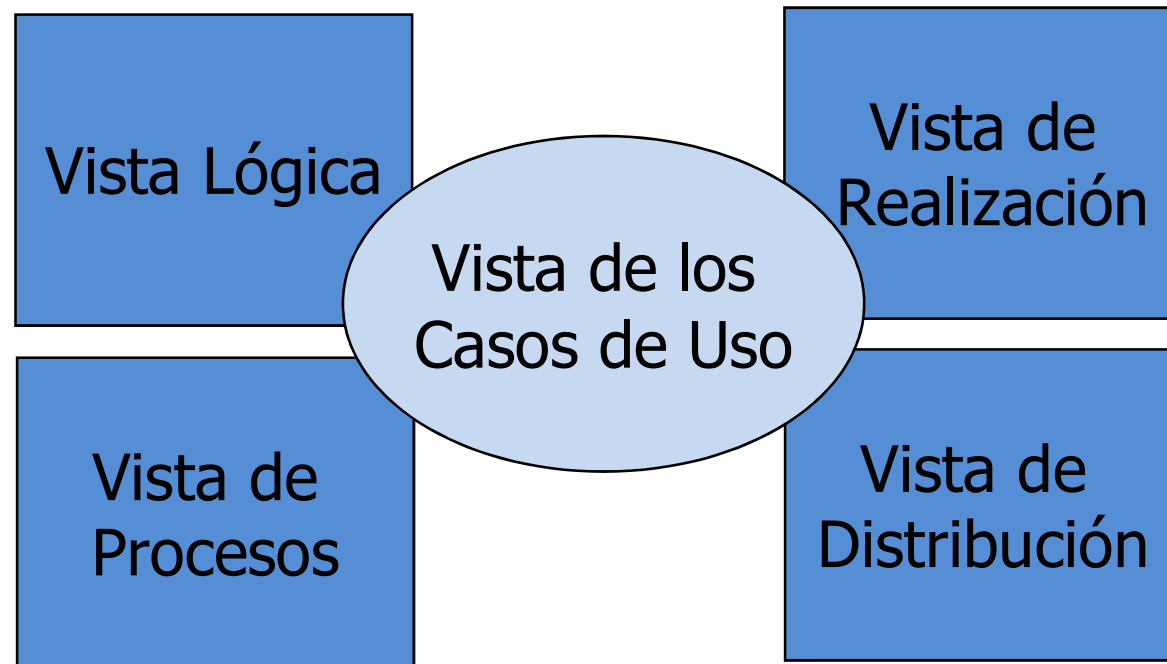 Vista Lógica
Vista de
Realización
Vista de los
Casos de Uso
Vista de
Procesos
Vista de
Distribución